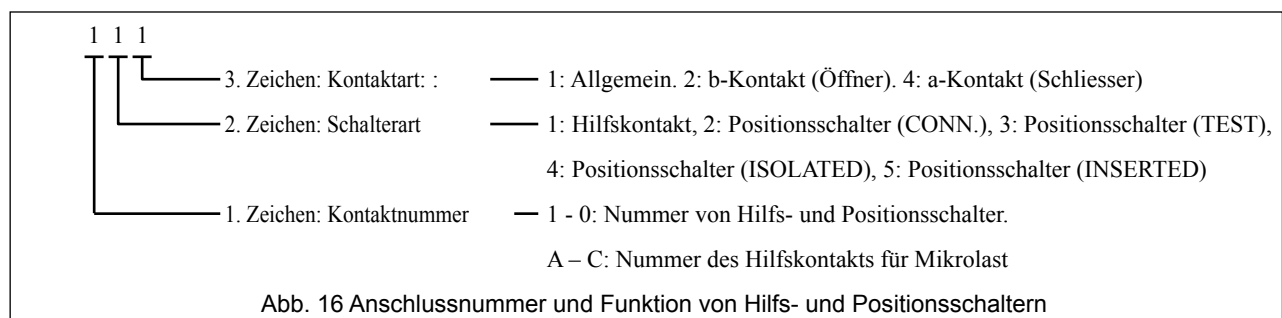 1 1 1
3. Zeichen: Kontaktart: : 1: Allgemein. 2: b-Kontakt (Öffner). 4: a-Kontakt (Schliesser)
2. Zeichen: Schalterart 1: Hilfskontakt, 2: Positionsschalter (CONN.), 3: Positionsschalter (TEST),
4: Positionsschalter (ISOLATED), 5: Positionsschalter (INSERTED)
1. Zeichen: Kontaktnummer 1 - 0: Nummer von Hilfs- und Positionsschalter.
A – C: Nummer des Hilfskontakts für Mikrolast
Abb. 16 Anschlussnummer und Funktion von Hilfs- und Positionsschaltern